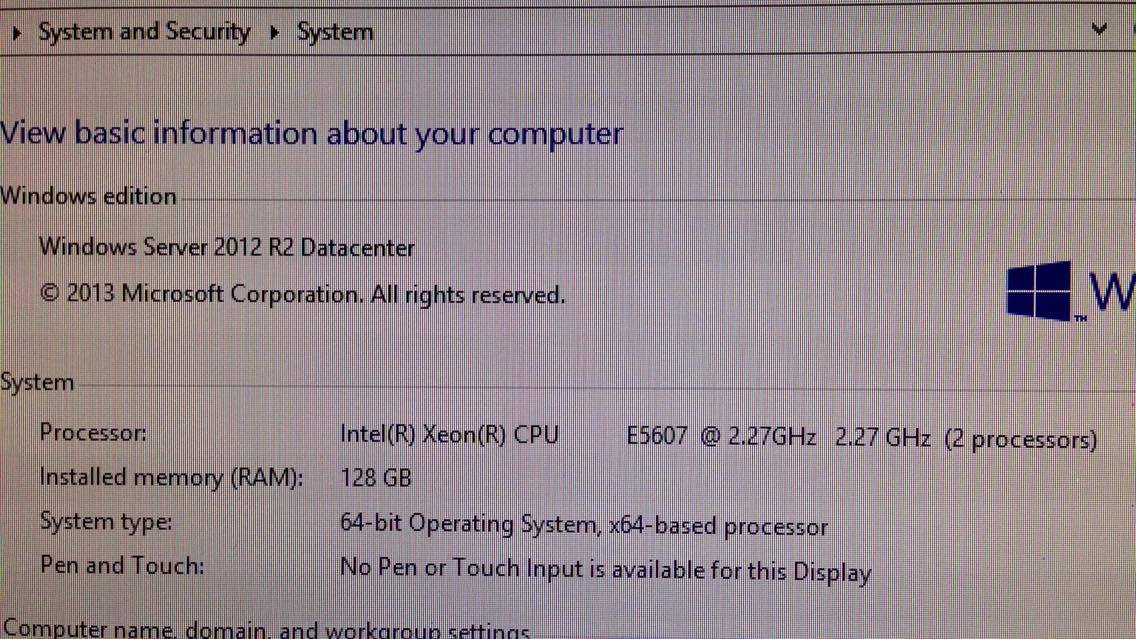 System and Security System
View basic information about your computer
Windows edition
Windows Server 2012 R2 Datacenter
© 2013 Microsoft Corporation. All rights reserved.
W
TM
System
Processor: Intel(R) Xeon(R) CPU E5607 @ 2.27GHz 2.27 GHz (2 processors)
Installed memory (RAM): 128 GB
System type: 64-bit Operating System, x64-based processor
Pen and Touch: No Pen or Touch Input is available for this Display
Computer name, domain, and workgroup settings